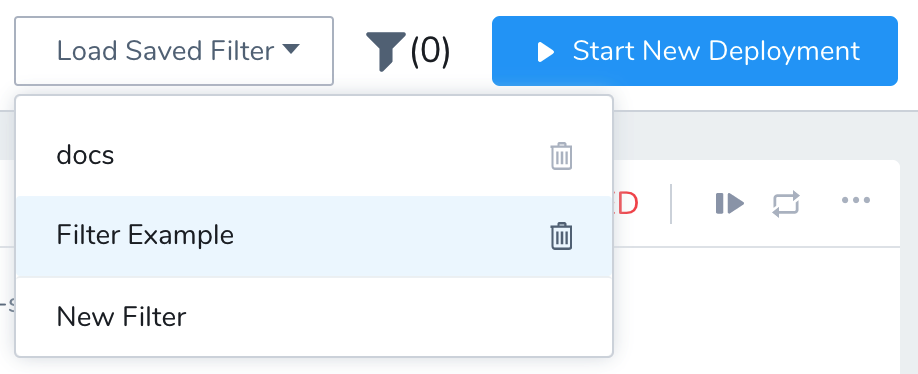 Load Saved Filter
(0)
Start New Deployment
docs
Filter Example
New Filter